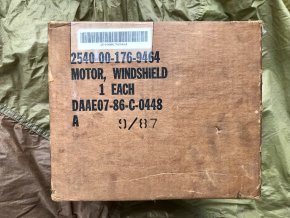 2540-00-176-9464
MOTOR, WINDSHIELD
1 EACH
DAAE07-86-C-0448
A 9/87